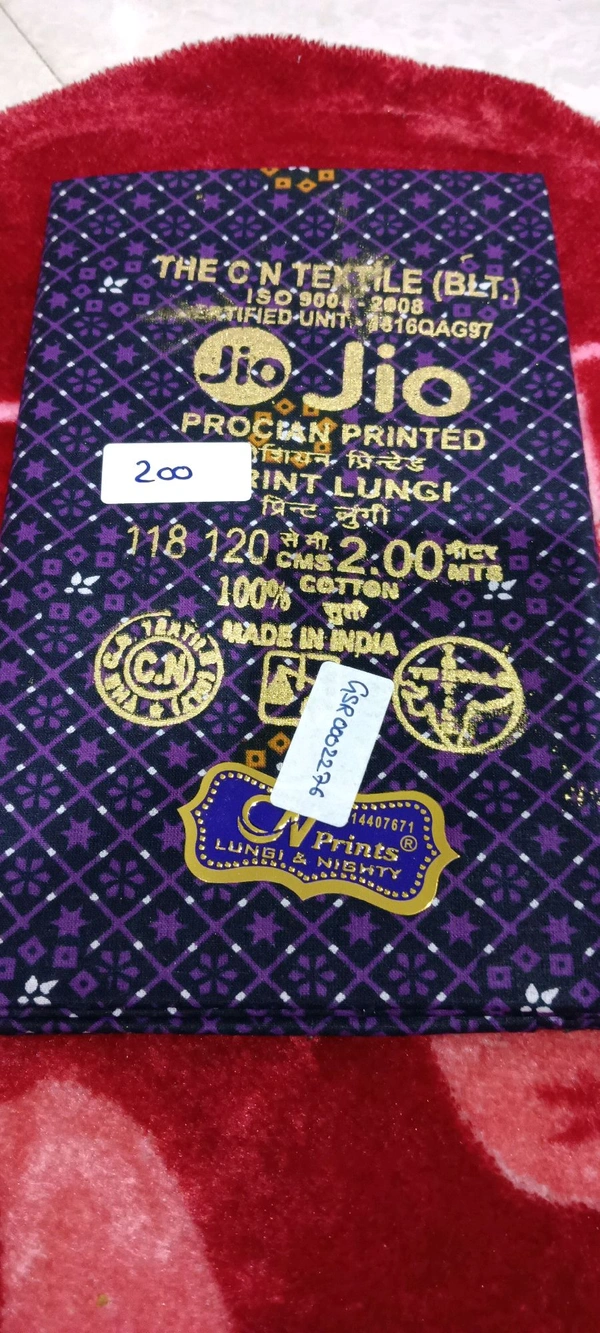 THE C N TEXTILE (BLT.)
ISO 9001-2008
CERTIFIED UNIT
Jio Jio
PROCIAN PRINTED
प्रिन्टेड
200
PRINT LUNGI
प्रिन्ट लुंगी
118 120 से मी. CMS 2.00 मीटर MTS
100% COTTON
सुती
MADE IN INDIA
C.N. TEXTILE
C.N
GSR0002276
14407671
CN Prints®
LUNGI & NIGHTY